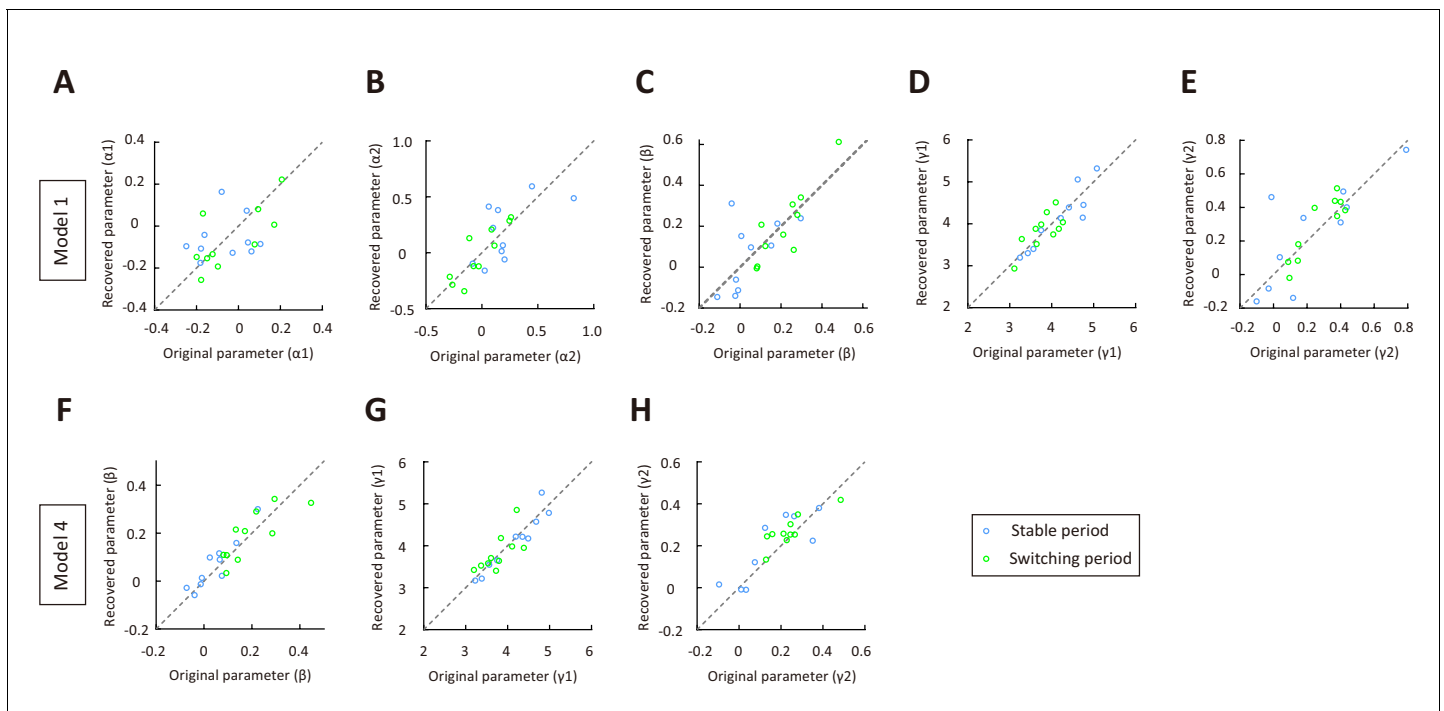 A
B
C
D
E
Model 1
Recovered parameter (α1)
0.4
0.2
0
-0.2
-0.4
-0.4 -0.2 0 0.2 0.4
Original parameter (α1)
Recovered parameter (α2)
1.0
0.5
0
-0.5
-0.5 0 0.5 1.0
Original parameter (α2)
Recovered parameter (β)
0.6
0.4
0.2
0
-0.2
-0.2 0 0.2 0.4 0.6
Original parameter (β)
Recovered parameter (γ1)
6
5
4
3
2
2 3 4 5 6
Original parameter (γ1)
Recovered parameter (γ2)
0.8
0.6
0.4
0.2
0
-0.2
-0.2 0 0.2 0.4 0.6 0.8
Original parameter (γ2)
F
G
H
Model 4
Recovered parameter (β)
0.4
0.2
0
-0.2
-0.2 0 0.2 0.4
Original parameter (β)
Recovered parameter (γ1)
6
5
4
3
2
2 3 4 5 6
Original parameter (γ1)
Recovered parameter (γ2)
0.6
0.4
0.2
0
-0.2
-0.2 0 0.2 0.4 0.6
Original parameter (γ2)
Stable period
Switching period